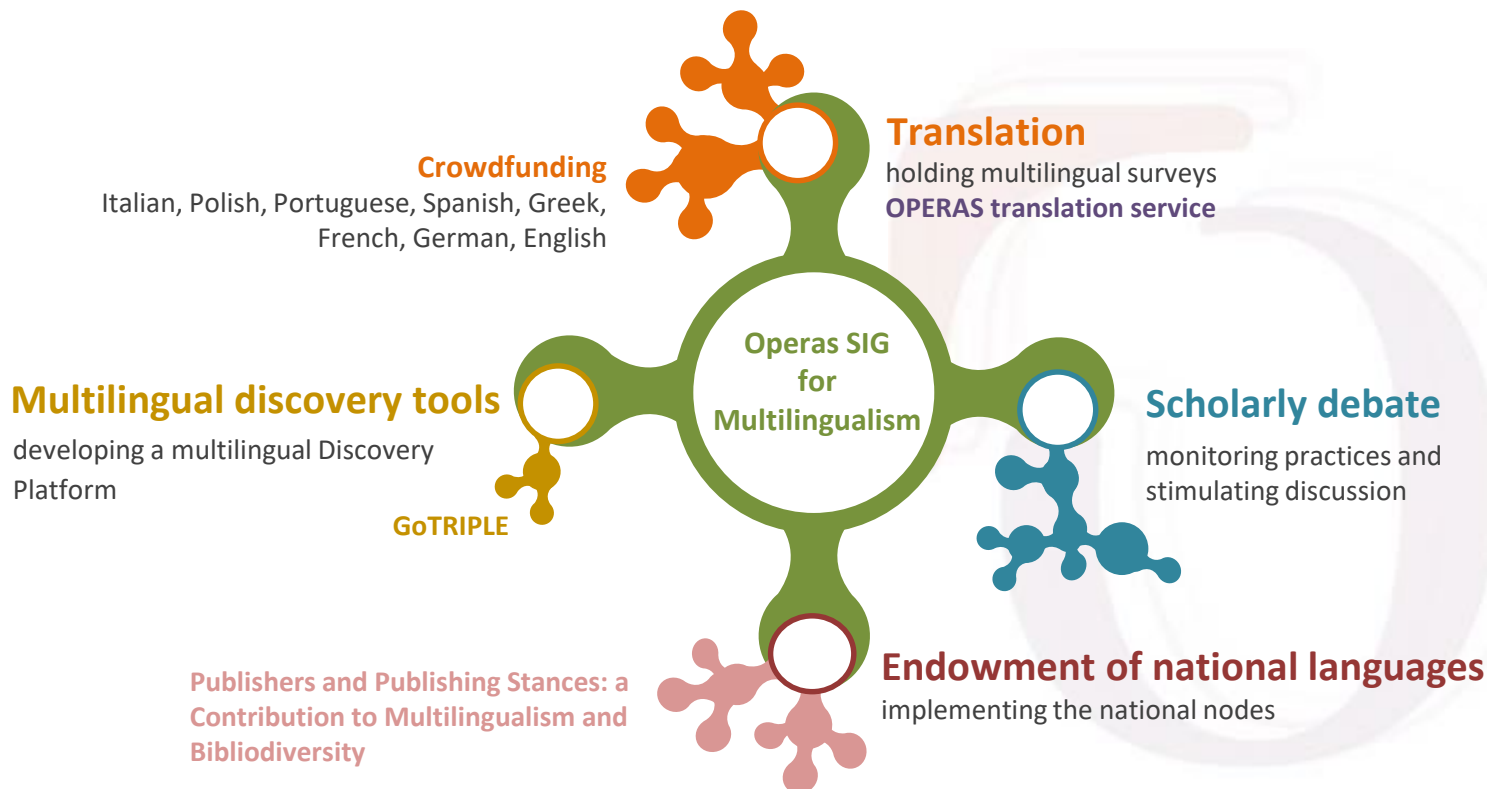 Translation
holding multilingual surveys
OPERAS translation service
Crowdfunding
Italian, Polish, Portuguese, Spanish, Greek,
French, German, English
Operas SIG
for
Multilingualism
Multilingual discovery tools
developing a multilingual Discovery
Platform
GoTRIPLE
Scholarly debate
monitoring practices and
stimulating discussion
Endowment of national languages
implementing the national nodes
Publishers and Publishing Stances: a
Contribution to Multilingualism and
Bibliodiversity